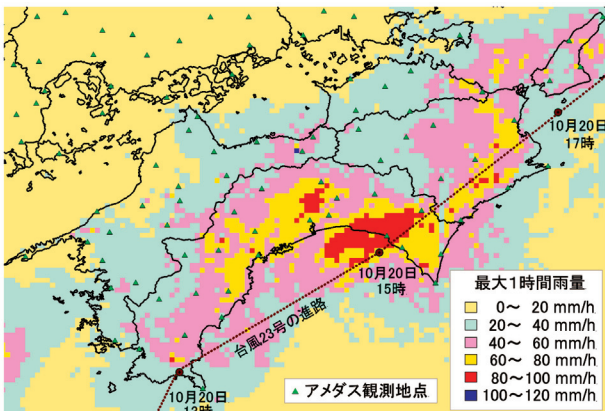 10月20日
17時
10月20日
15時
台風23号の進路
10月20日
13時
アメダス観測地点
最大1時間雨量
0～ 20 mm/h
20～ 40 mm/h
40～ 60 mm/h
60～ 80 mm/h
80～100 mm/h
100～120 mm/h